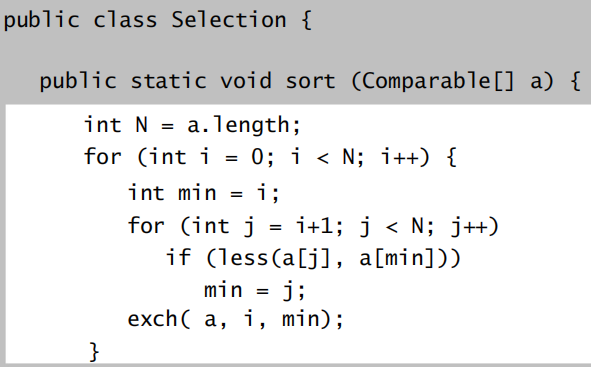 public class Selection {
public static void sort (Comparable[] a) {
int N = a.length;
for (int i = 0; i < N; i++) {
int min = i;
for (int j = i+1; j < N; j++)
if (less(a[j], a[min]))
min = j;
exch( a, i, min);
}